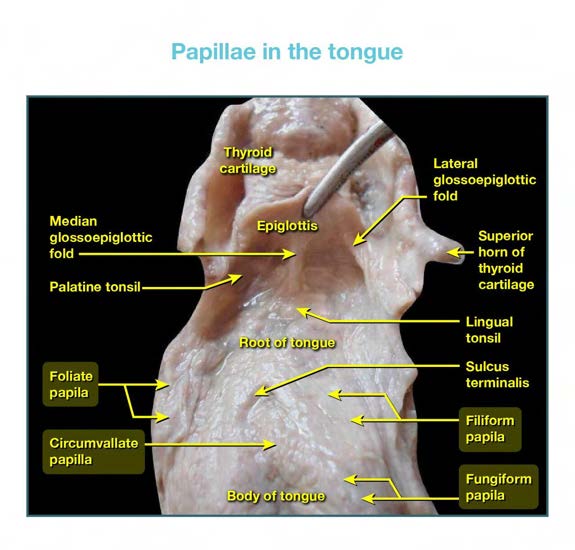 Papillae in the tongue
Thyroid
cartilage
Lateral
glossoepiglottic
fold
Epiglottis
Median
glossoepiglottic
fold
Superior
horn of
thyroid
cartilage
Palatine tonsil
Lingual
tonsil
Root of tongue
Sulcus
terminalis
Foliate
papila
Filiform
papila
Circumvallate
papilla
Fungiform
papila
Body of tongue